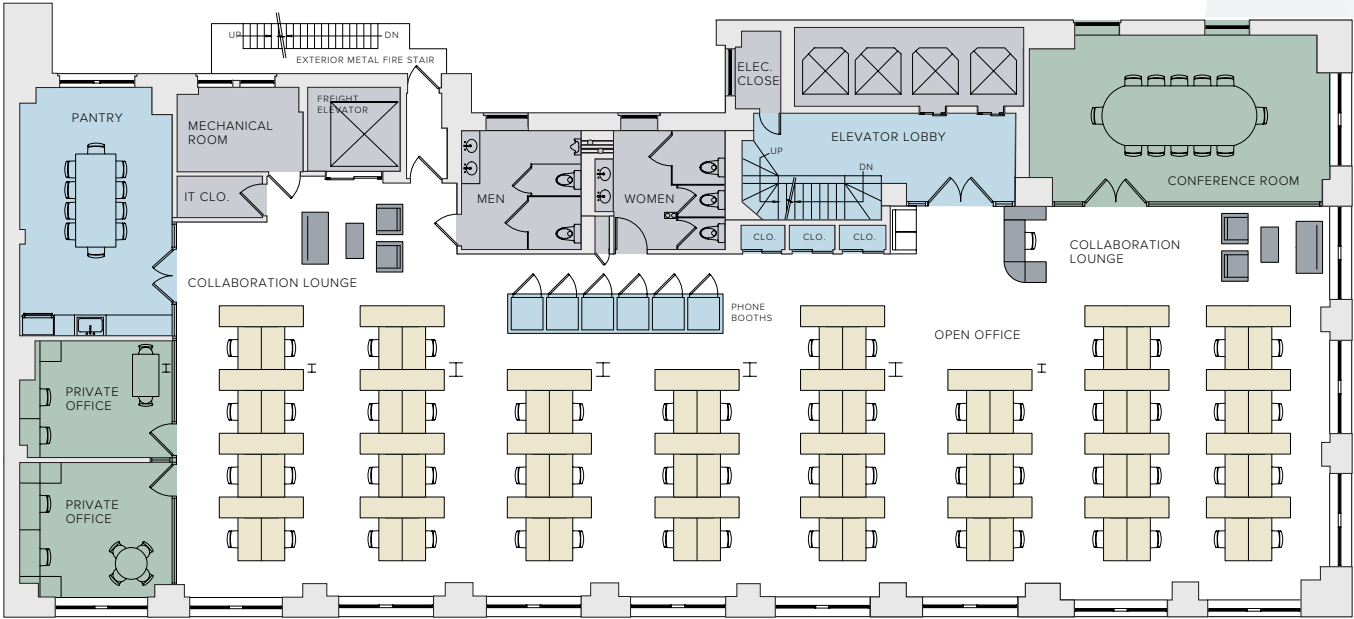 UP
DN
EXTERIOR METAL FIRE STAIR
ELEC.
CLOSE
PANTRY
FREIGHT
ELEVATOR
MECHANICAL
ROOM
ELEVATOR LOBBY
UP
DN
CONFERENCE ROOM
IT CLO.
MEN
WOMEN
CLO.
CLO.
CLO.
COLLABORATION
LOUNGE
COLLABORATION LOUNGE
PHONE
BOOTHS
OPEN OFFICE
PRIVATE
OFFICE
PRIVATE
OFFICE